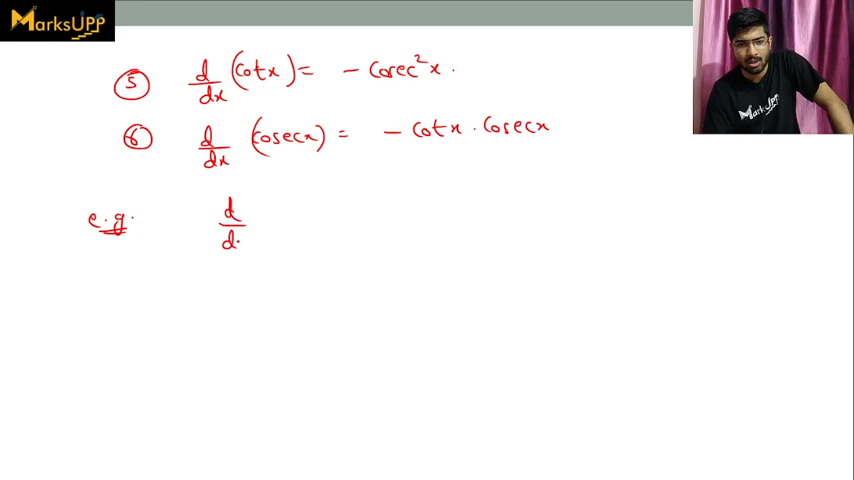 MarksUPP
⑤ d/dx (cotx) = - cosec²x .
⑥ d/dx (cosecx) = - cotx . cosecx
e.g. d/d.
MarksUPP